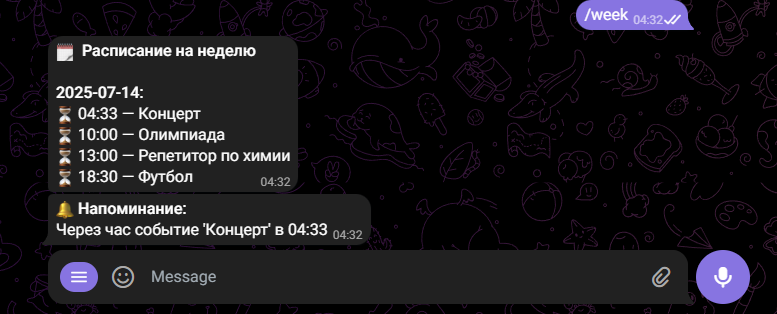 /week 04:32
Расписание на неделю
2025-07-14:
04:33 — Концерт
10:00 — Олимпиада
13:00 — Репетитор по химии
18:30 — Футбол
04:32
Напоминание:
Через час событие 'Концерт' в 04:33 04:32
Message